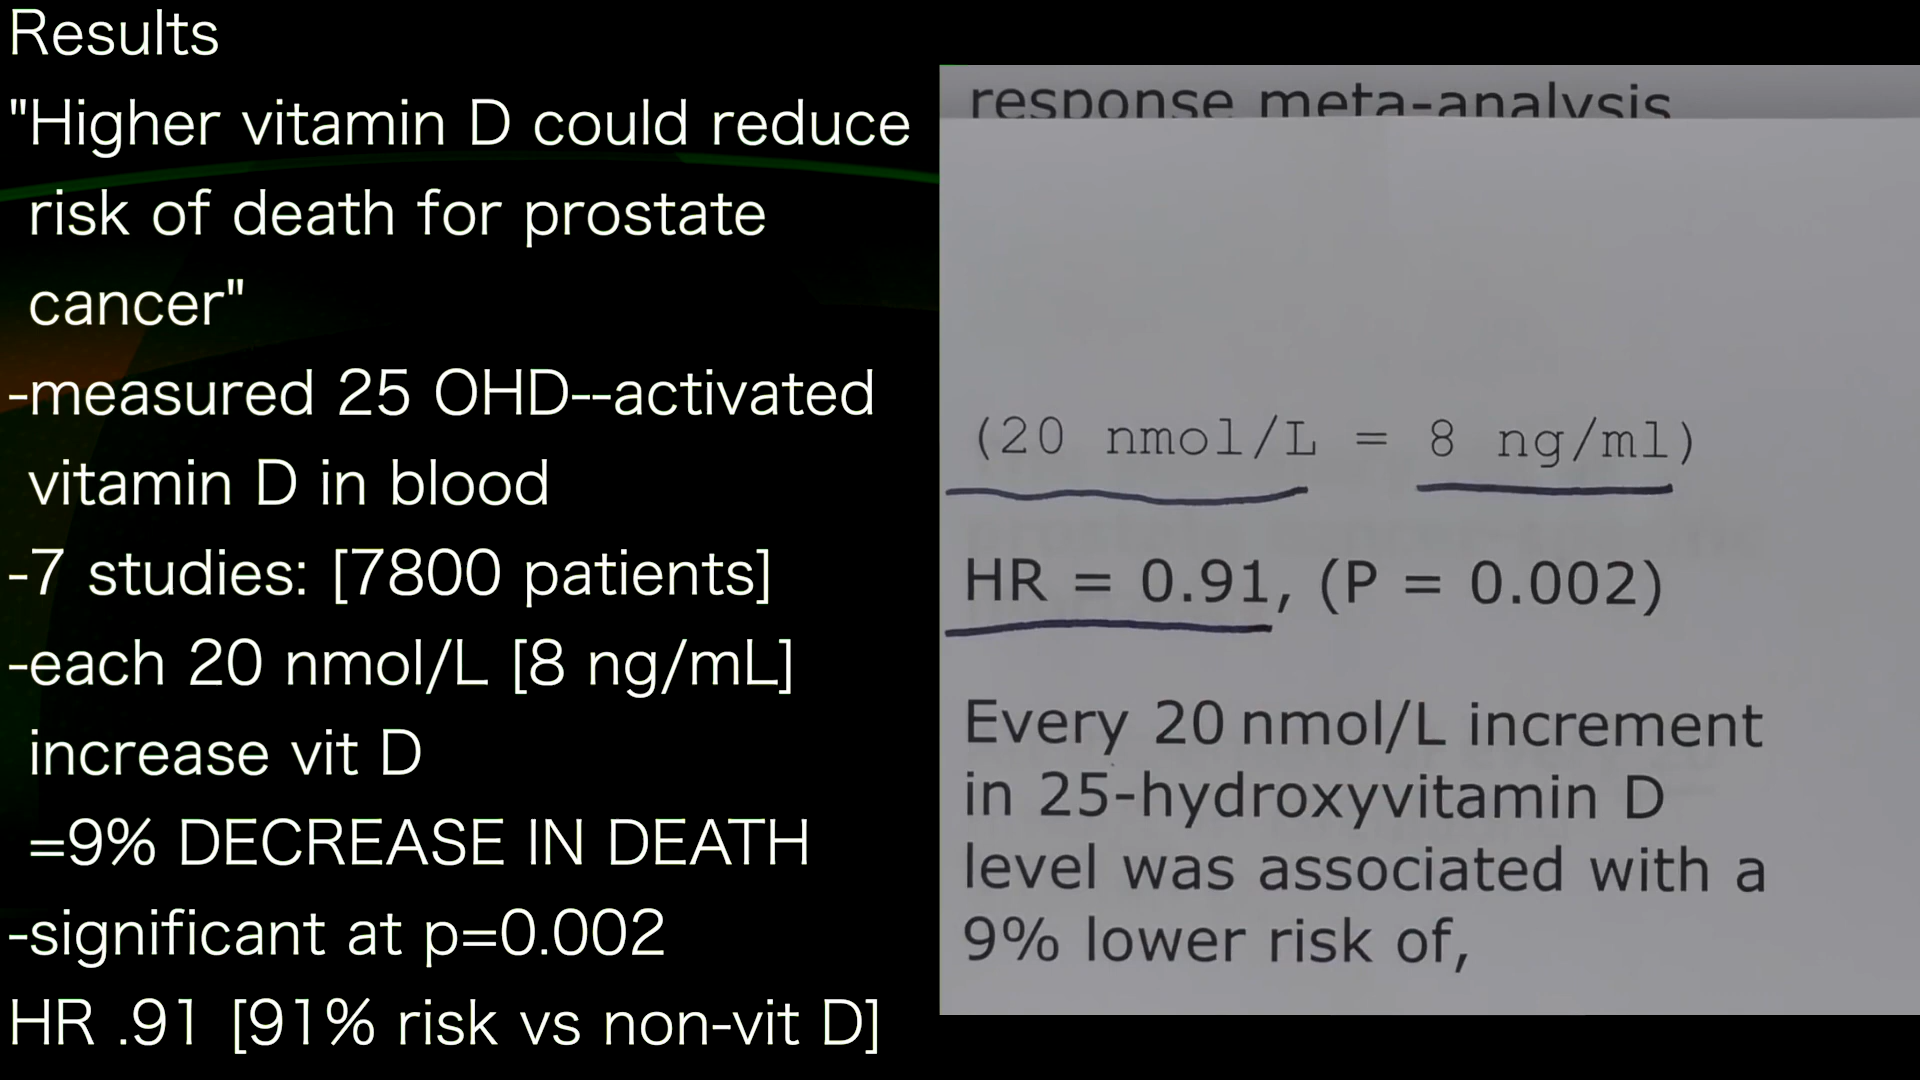 Results
"Higher vitamin D could reduce
risk of death for prostate
cancer"
-measured 25 OHD--activated
vitamin D in blood
-7 studies: [7800 patients]
-each 20 nmol/L [8 ng/mL]
increase vit D
=9% DECREASE IN DEATH
-significant at p=0.002
HR .91 [91% risk vs non-vit D]
response meta-analysis
(20 nmol/L = 8 ng/ml)
HR = 0.91, (P = 0.002)
Every 20 nmol/L increment
in 25-hydroxyvitamin D
level was associated with a
9% lower risk of,